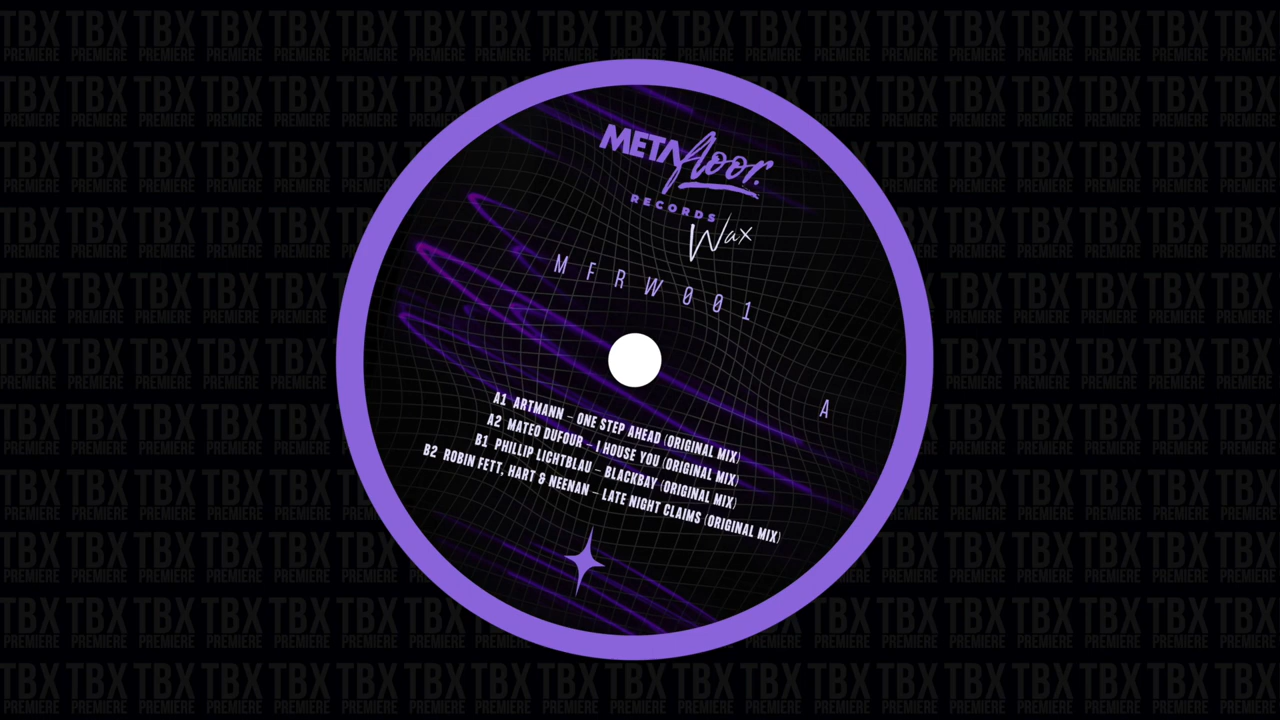 METAfloor.
RECORDS
Wax
MFRW001
A
A1 ARTMANN – ONE STEP AHEAD (ORIGINAL MIX)
A2 MATEO DUFOUR – I HOUSE YOU (ORIGINAL MIX)
B1 PHILLIP LICHTBLAU – BLACKBAY (ORIGINAL MIX)
B2 ROBIN FETT, HART & NEENAN – LATE NIGHT CLAIMS (ORIGINAL MIX)
TBX
PREMIERE